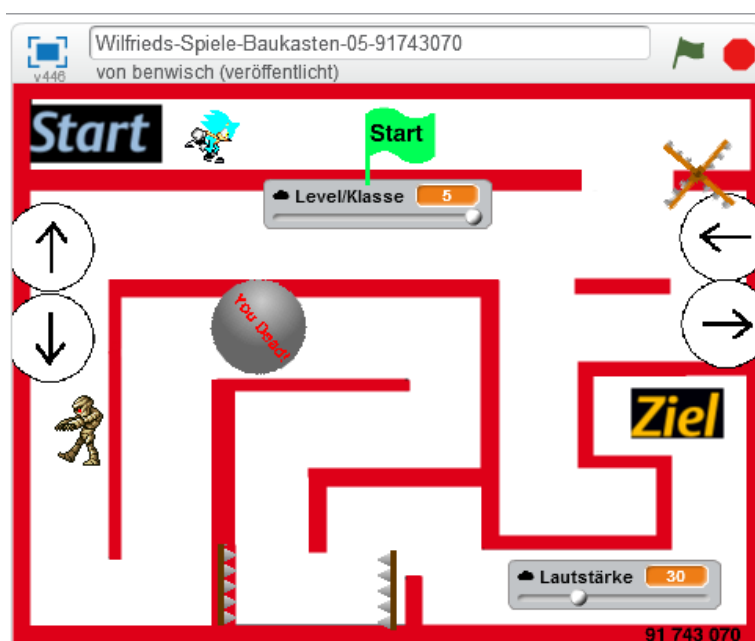 Wilfrieds-Spiele-Baukasten-05-91743070
v446
von benwisch (veröffentlicht)
Start
Start
Level/Klasse 5
You Dead!
Ziel
Lautstärke 30
91 743 070